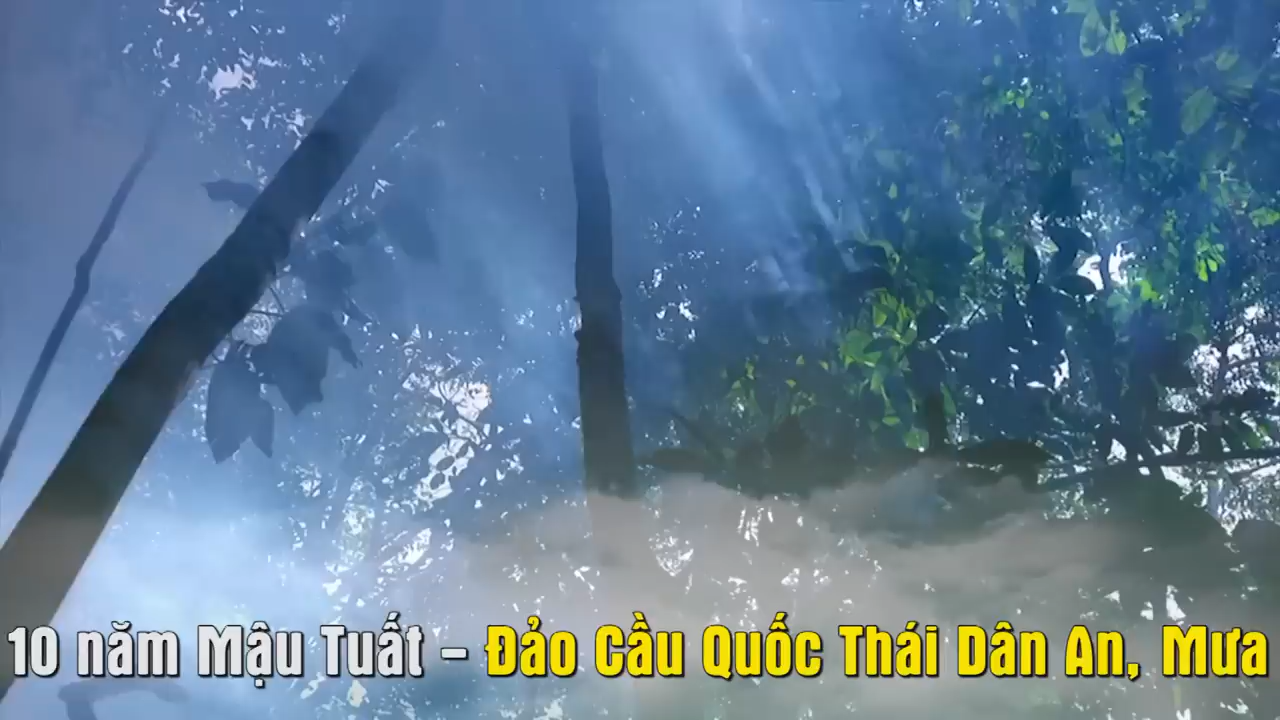 10 năm Mậu Tuất - Đảo Cầu Quốc Thái Dân An, Mưa